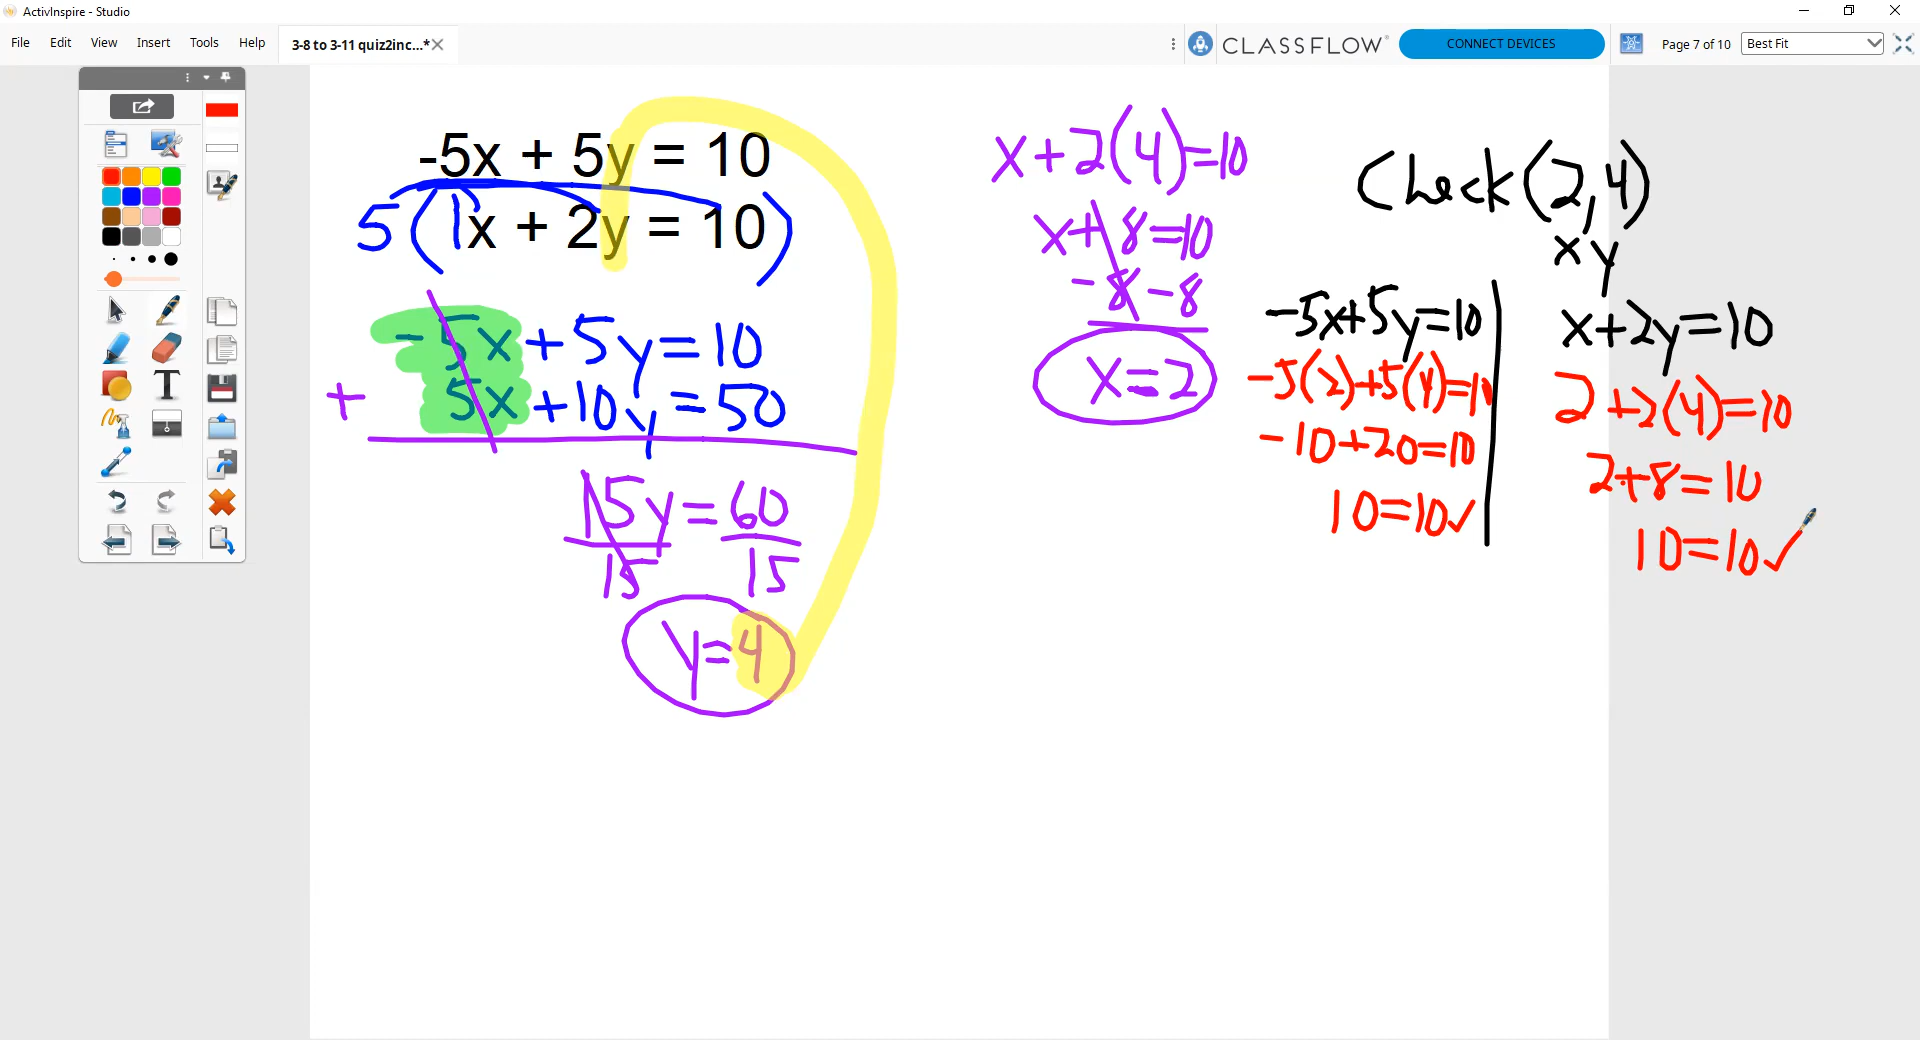 ActivInspire - Studio
File Edit View Insert Tools Help
3-8 to 3-11 quiz2inc...*
CLASSFLOW
CONNECT DEVICES
Page 7 of 10
Best Fit
-5x + 5y = 10
5(1x + 2y = 10)
-5x + 5y = 10
+ 5x + 10y = 50
15y = 60
15 15
y = 4
x + 2(4) = 10
x + 8 = 10
- 8 - 8
x = 2
Check (2,4)
x y
-5x + 5y = 10
-5(2) + 5(4) = 10
-10 + 20 = 10
10 = 10 ✓
x + 2y = 10
2 + 2(4) = 10
2 + 8 = 10
10 = 10 ✓